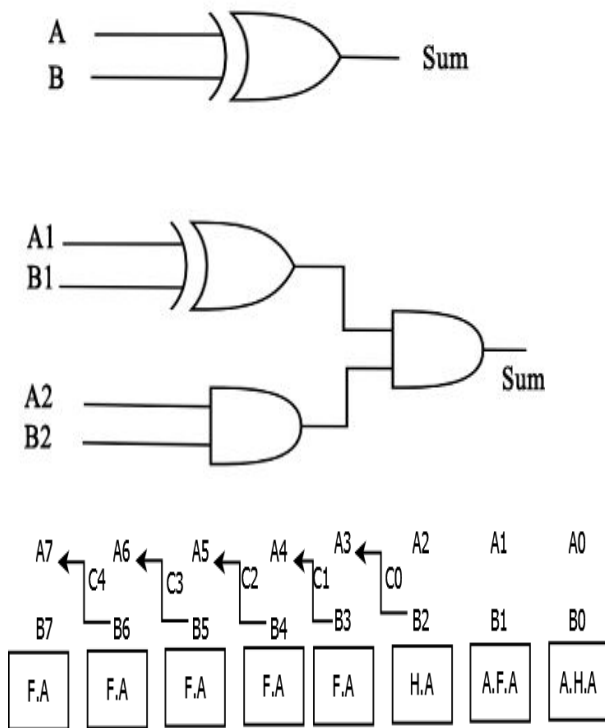 A
B
Sum
A1
B1
A2
B2
Sum
A7 A6 A5 A4 A3 A2 A1 A0
C4 C3 C2 C1 C0
B7 B6 B5 B4 B3 B2 B1 B0
F.A F.A F.A F.A F.A H.A A.F.A A.H.A